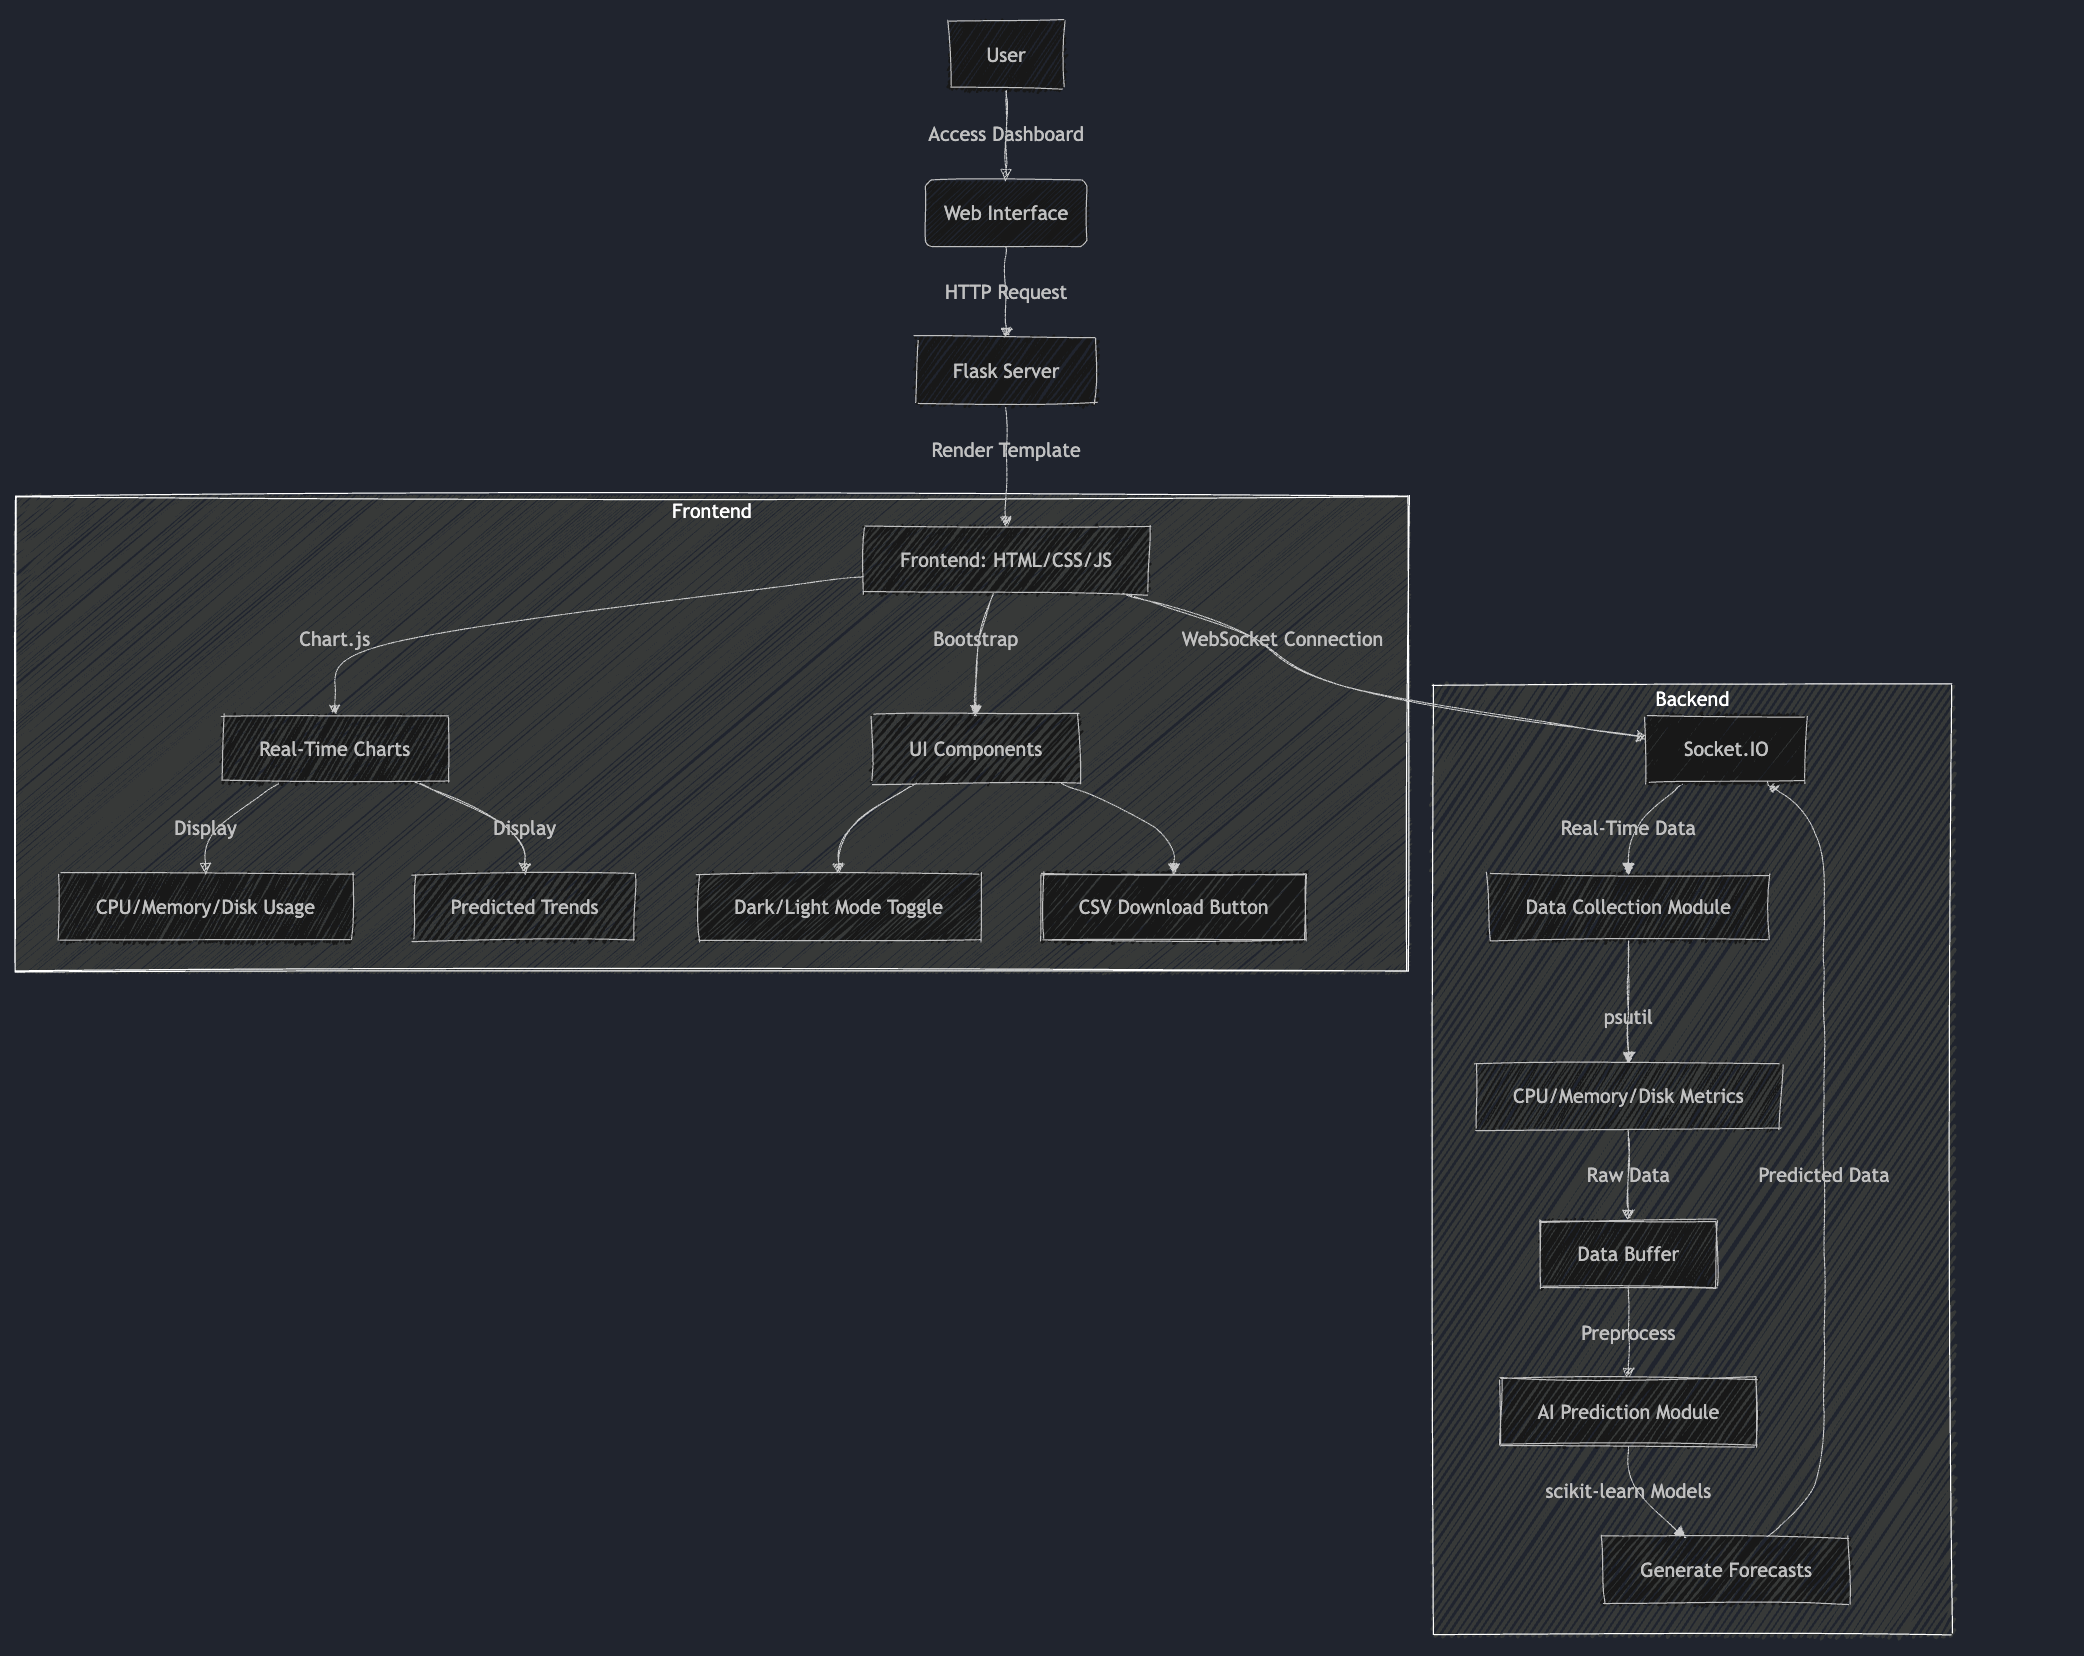 User
Access Dashboard
Web Interface
HTTP Request
Flask Server
Render Template
Frontend
Frontend: HTML/CSS/JS
Chart.js
Bootstrap
WebSocket Connection
Real-Time Charts
UI Components
Display
Display
CPU/Memory/Disk Usage
Predicted Trends
Dark/Light Mode Toggle
CSV Download Button
Backend
Socket.IO
Real-Time Data
Data Collection Module
psutil
CPU/Memory/Disk Metrics
Raw Data
Predicted Data
Data Buffer
Preprocess
AI Prediction Module
scikit-learn Models
Generate Forecasts